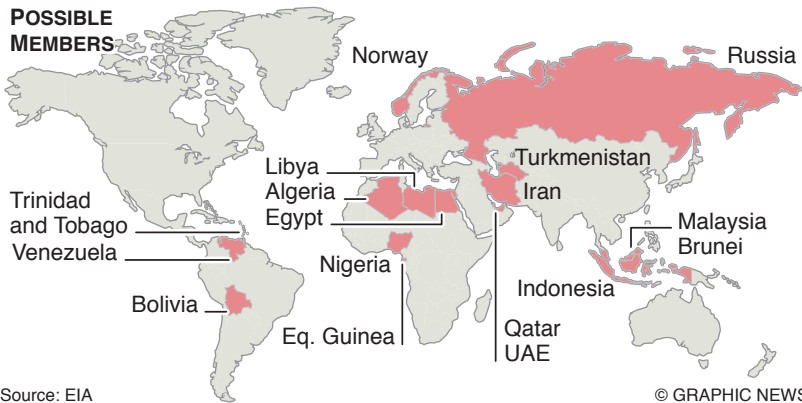 POSSIBLE
MEMBERS
Norway
Russia
Turkmenistan
Libya
Algeria
Iran
Egypt
Trinidad
and Tobago
Venezuela
Malaysia
Brunei
Nigeria
Indonesia
Bolivia
Eq. Guinea
Qatar
UAE
Source: EIA
© GRAPHIC NEWS